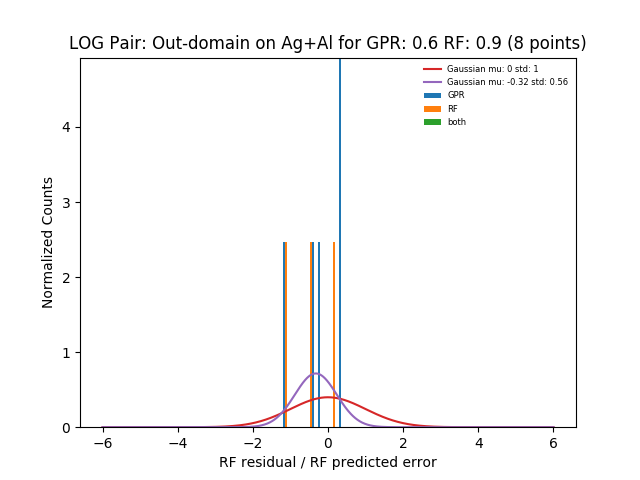 LOG Pair: Out-domain on Ag+Al for GPR: 0.6 RF: 0.9 (8 points)
Gaussian mu: 0 std: 1
Gaussian mu: -0.32 std: 0.56
GPR
RF
both
Normalized Counts
4
3
2
1
0
−6
−4
−2
0
2
4
6
RF residual / RF predicted error